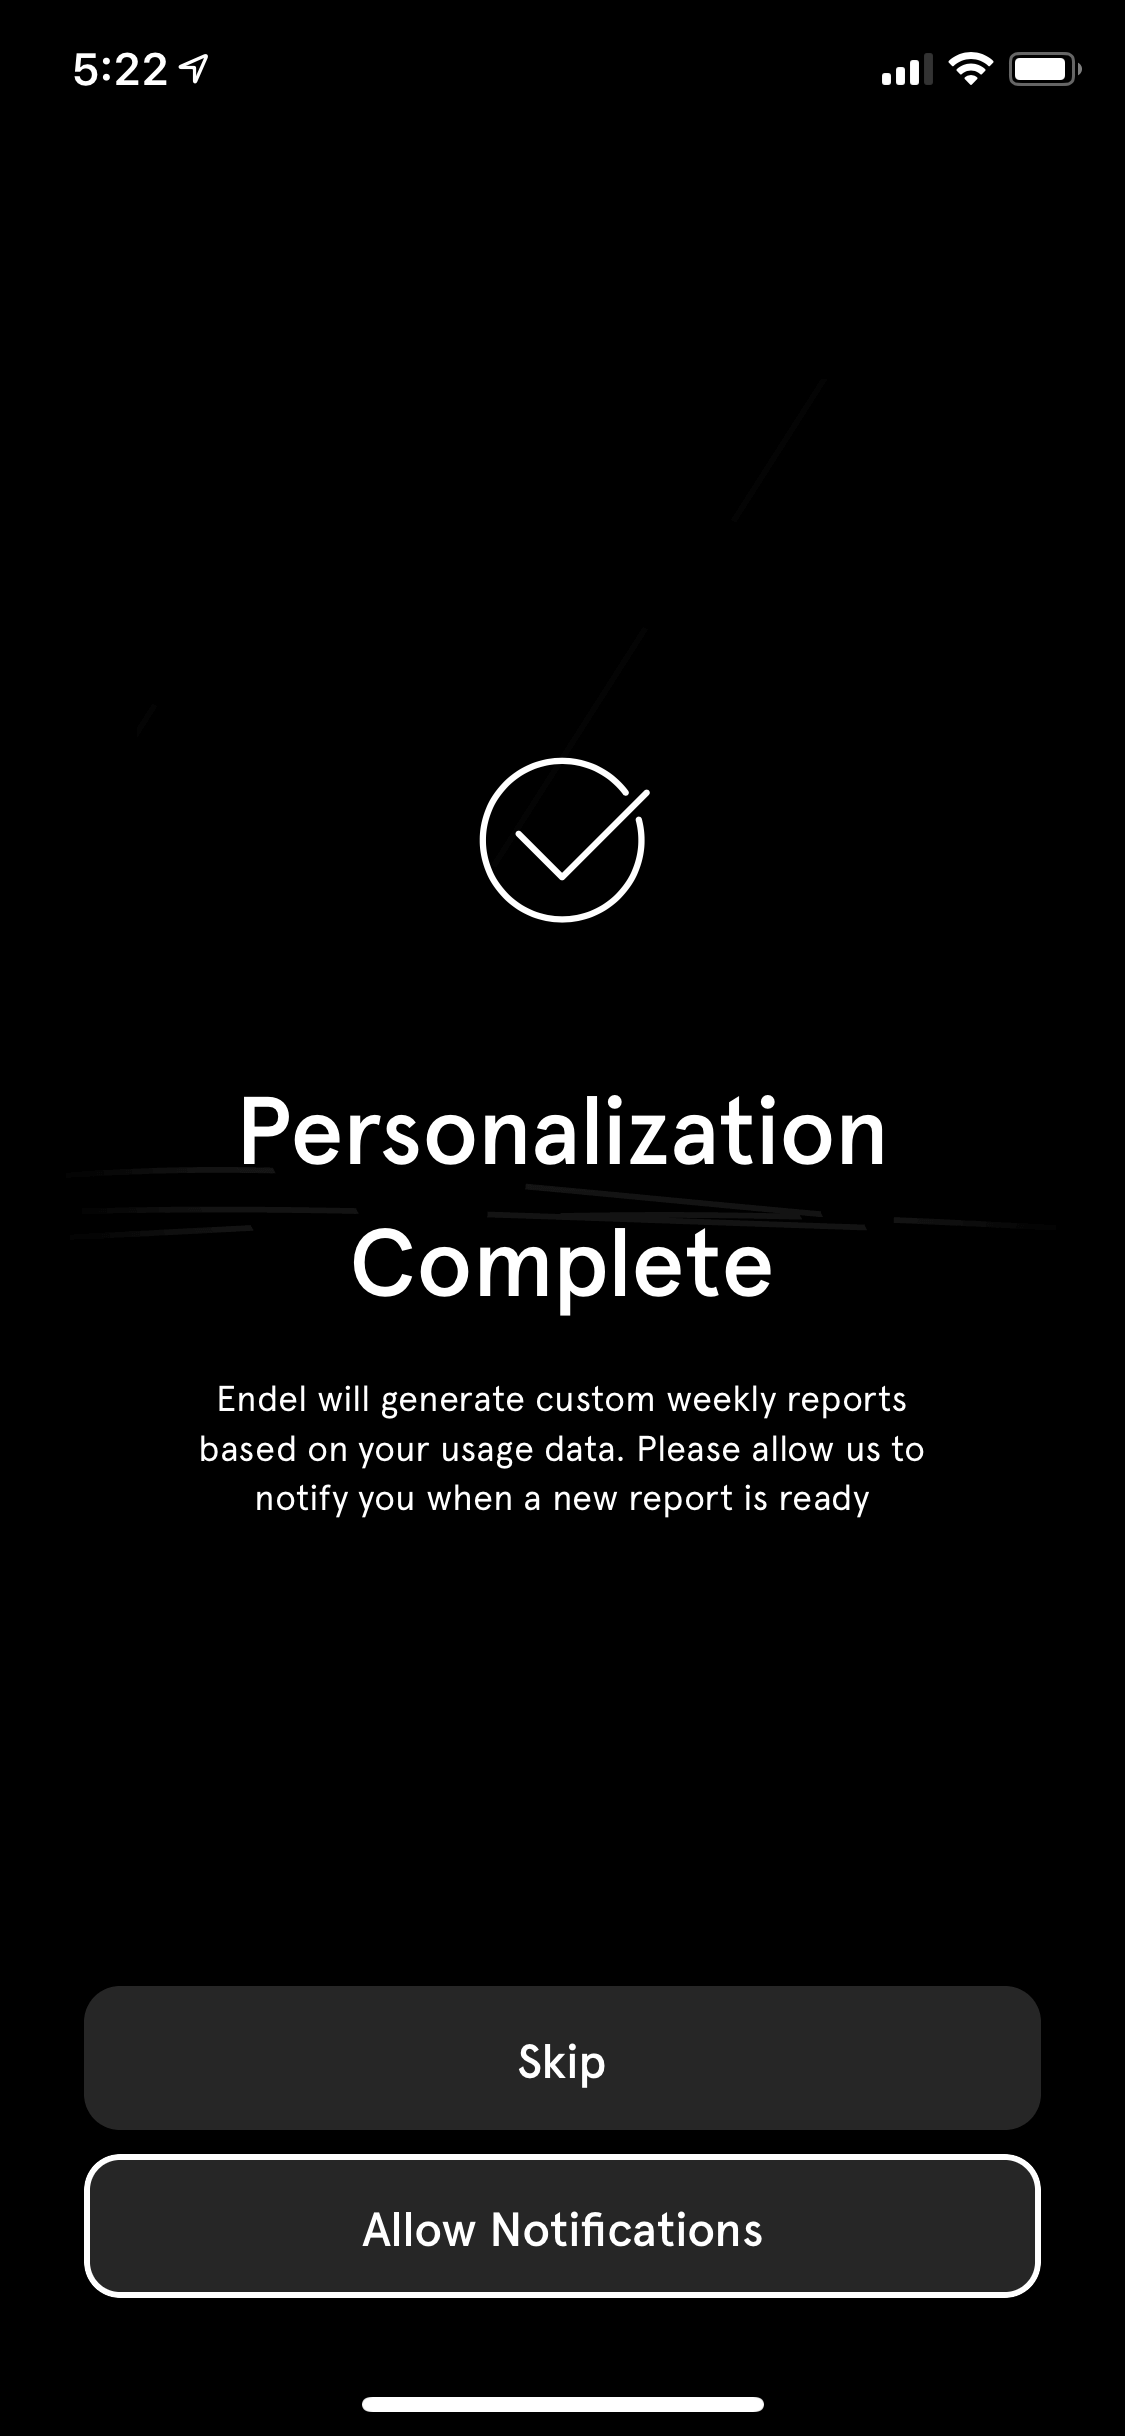 5:22
Personalization
Complete
Endel will generate custom weekly reports
based on your usage data. Please allow us to
notify you when a new report is ready
Skip
Allow Notifications